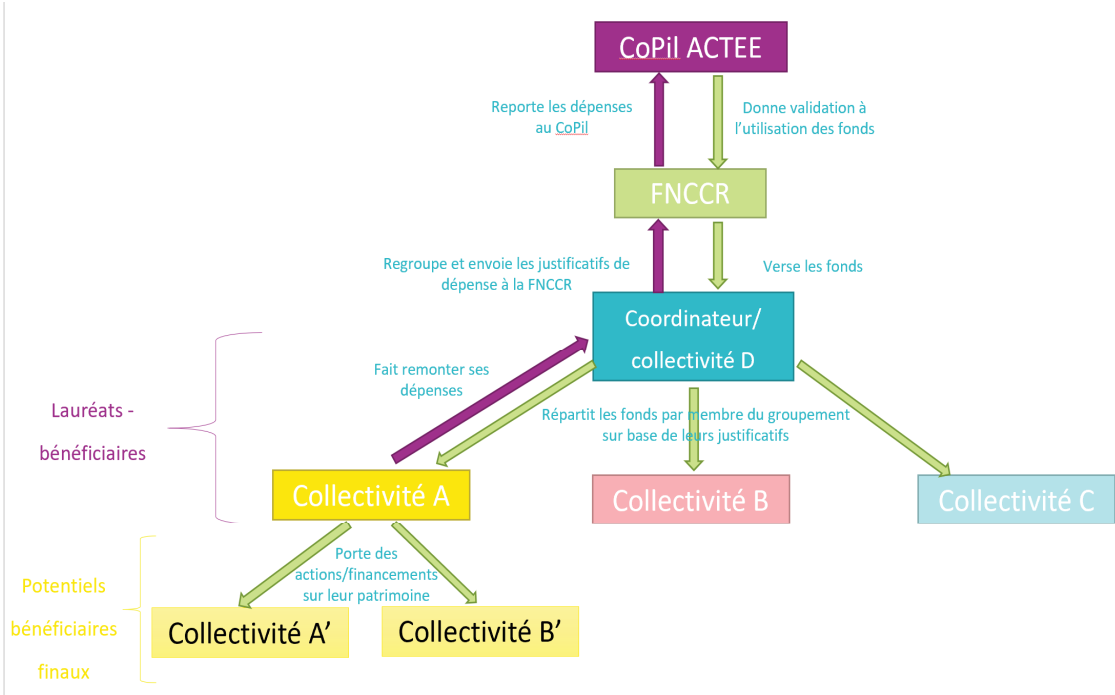 CoPil ACTEE
Reporte les dépenses
au CoPil
Donne validation à
l'utilisation des fonds
FNCCR
Regroupe et envoie les justificatifs de
dépense à la FNCCR
Verse les fonds
Coordinateur/
collectivité D
Fait remonter ses
dépenses
Répartit les fonds par membre du groupement
sur base de leurs justificatifs
Lauréats -
bénéficiaires
Collectivité A
Collectivité B
Collectivité C
Porte des
actions/financements
sur leur patrimoine
Potentiels
bénéficiaires
finaux
Collectivité A’
Collectivité B’